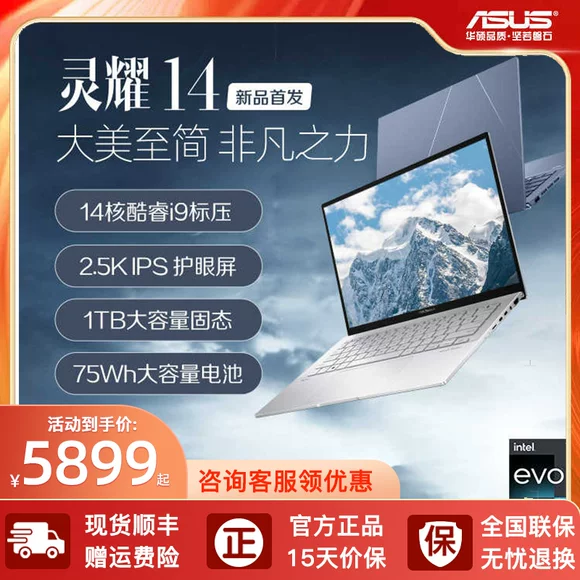 ASUS
华硕品质·坚若磐石
灵耀14 新品首发
大美至简 非凡之力
14核酷睿i9标压
2.5K IPS 护眼屏
1TB大容量固态
75Wh大容量电池
活动到手价:
¥5899起
咨询客服领优惠
intel
evo
现货顺丰
赠运费险
正
官方正品
15天价保
保
全国联保
无忧退换